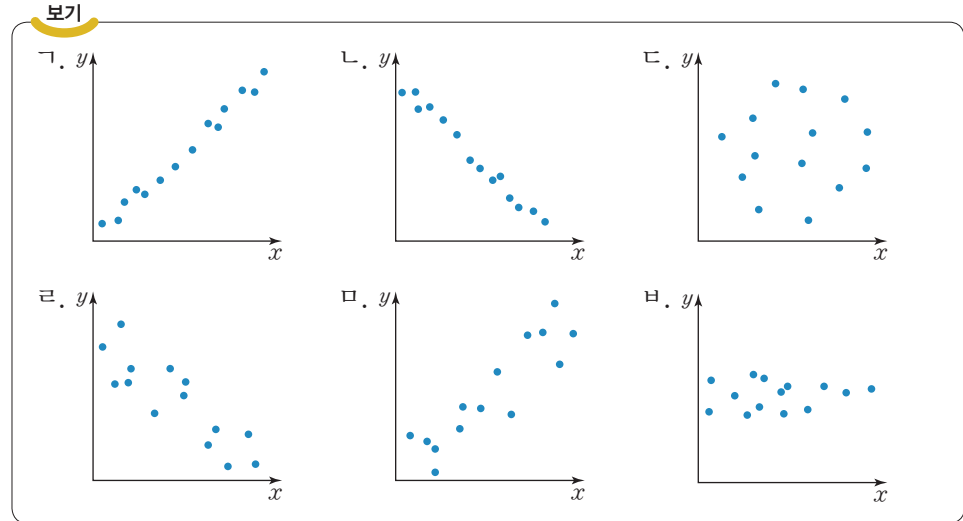 보기
ㄱ. y x
ㄴ. y x
ㄷ. y x
ㄹ. y x
ㅁ. y x
ㅂ. y x